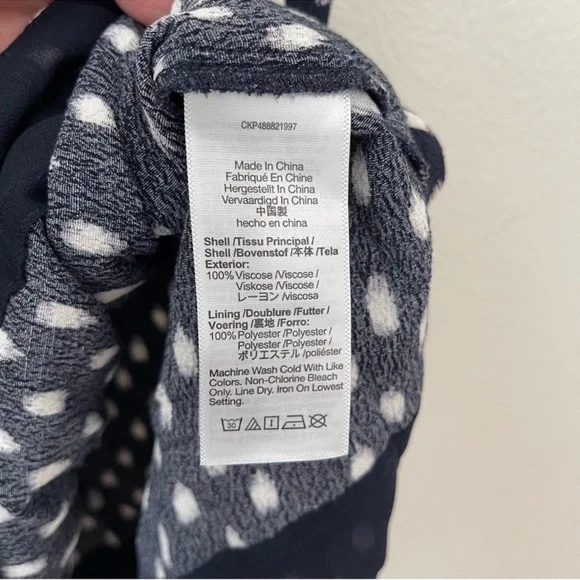 CKP488821997
Made In China
Fabriqué En Chine
Hergestellt In China
Vervaardigd In China
中国製
hecho en china
Shell /Tissu Principal /
Shell /Bovenstof /本体 /Tela
Exterior:
100% Viscose /Viscose /
Viskose /Viscose /
レーヨン /viscosa
Lining /Doublure /Futter /
Voering /裏地 /Forro:
100% Polyester /Polyester /
Polyester /Polyester /
ポリエステル /poliéster
Machine Wash Cold With Like
Colors. Non-Chlorine Bleach
Only. Line Dry. Iron On Lowest
Setting.
30